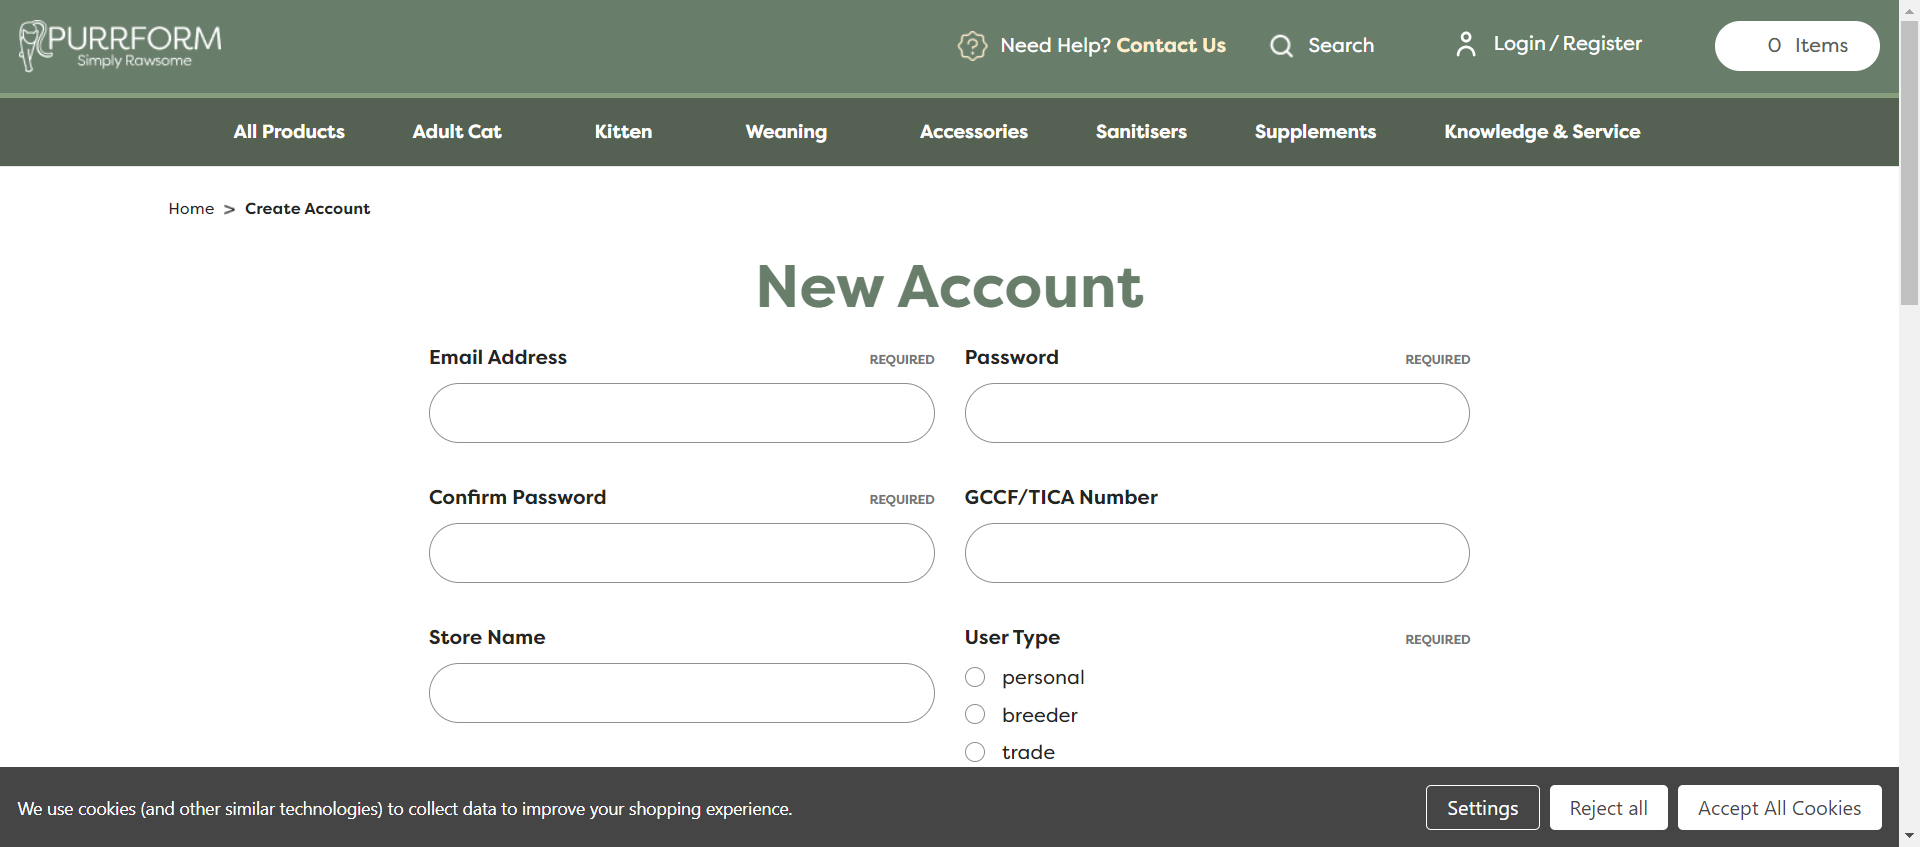 PURRFORM
Simply Rawsome
Need Help? Contact Us
Search
Login / Register
0 Items
All Products
Adult Cat
Kitten
Weaning
Accessories
Sanitisers
Supplements
Knowledge & Service
Home > Create Account
New Account
Email Address REQUIRED
Password REQUIRED
Confirm Password REQUIRED
GCCF/TICA Number
Store Name
User Type REQUIRED
personal
breeder
trade
We use cookies (and other similar technologies) to collect data to improve your shopping experience.
Settings
Reject all
Accept All Cookies